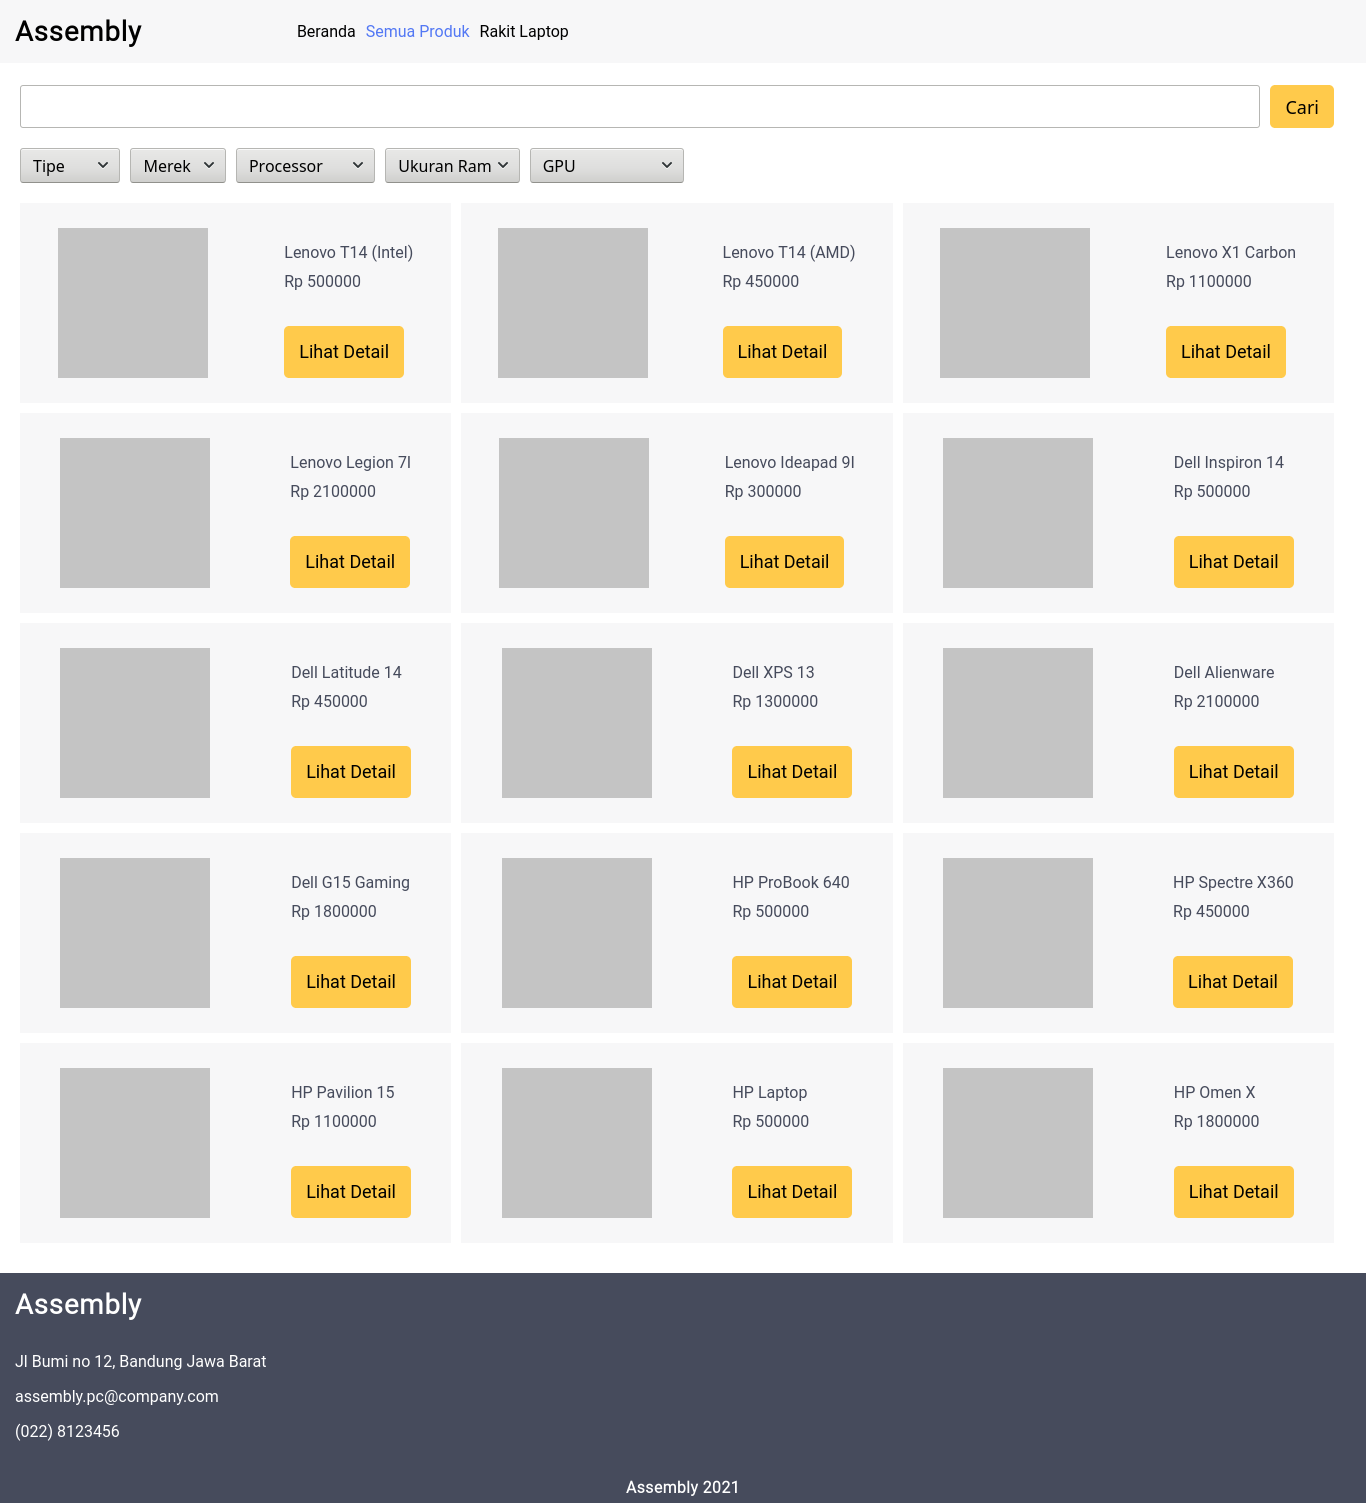 Assembly
Beranda Semua Produk Rakit Laptop
Cari
Tipe Merek Processor Ukuran Ram GPU
Lenovo T14 (Intel)
Rp 500000
Lihat Detail
Lenovo T14 (AMD)
Rp 450000
Lihat Detail
Lenovo X1 Carbon
Rp 1100000
Lihat Detail
Lenovo Legion 7I
Rp 2100000
Lihat Detail
Lenovo Ideapad 9I
Rp 300000
Lihat Detail
Dell Inspiron 14
Rp 500000
Lihat Detail
Dell Latitude 14
Rp 450000
Lihat Detail
Dell XPS 13
Rp 1300000
Lihat Detail
Dell Alienware
Rp 2100000
Lihat Detail
Dell G15 Gaming
Rp 1800000
Lihat Detail
HP ProBook 640
Rp 500000
Lihat Detail
HP Spectre X360
Rp 450000
Lihat Detail
HP Pavilion 15
Rp 1100000
Lihat Detail
HP Laptop
Rp 500000
Lihat Detail
HP Omen X
Rp 1800000
Lihat Detail
Assembly
Jl Bumi no 12, Bandung Jawa Barat
assembly.pc@company.com
(022) 8123456
Assembly 2021